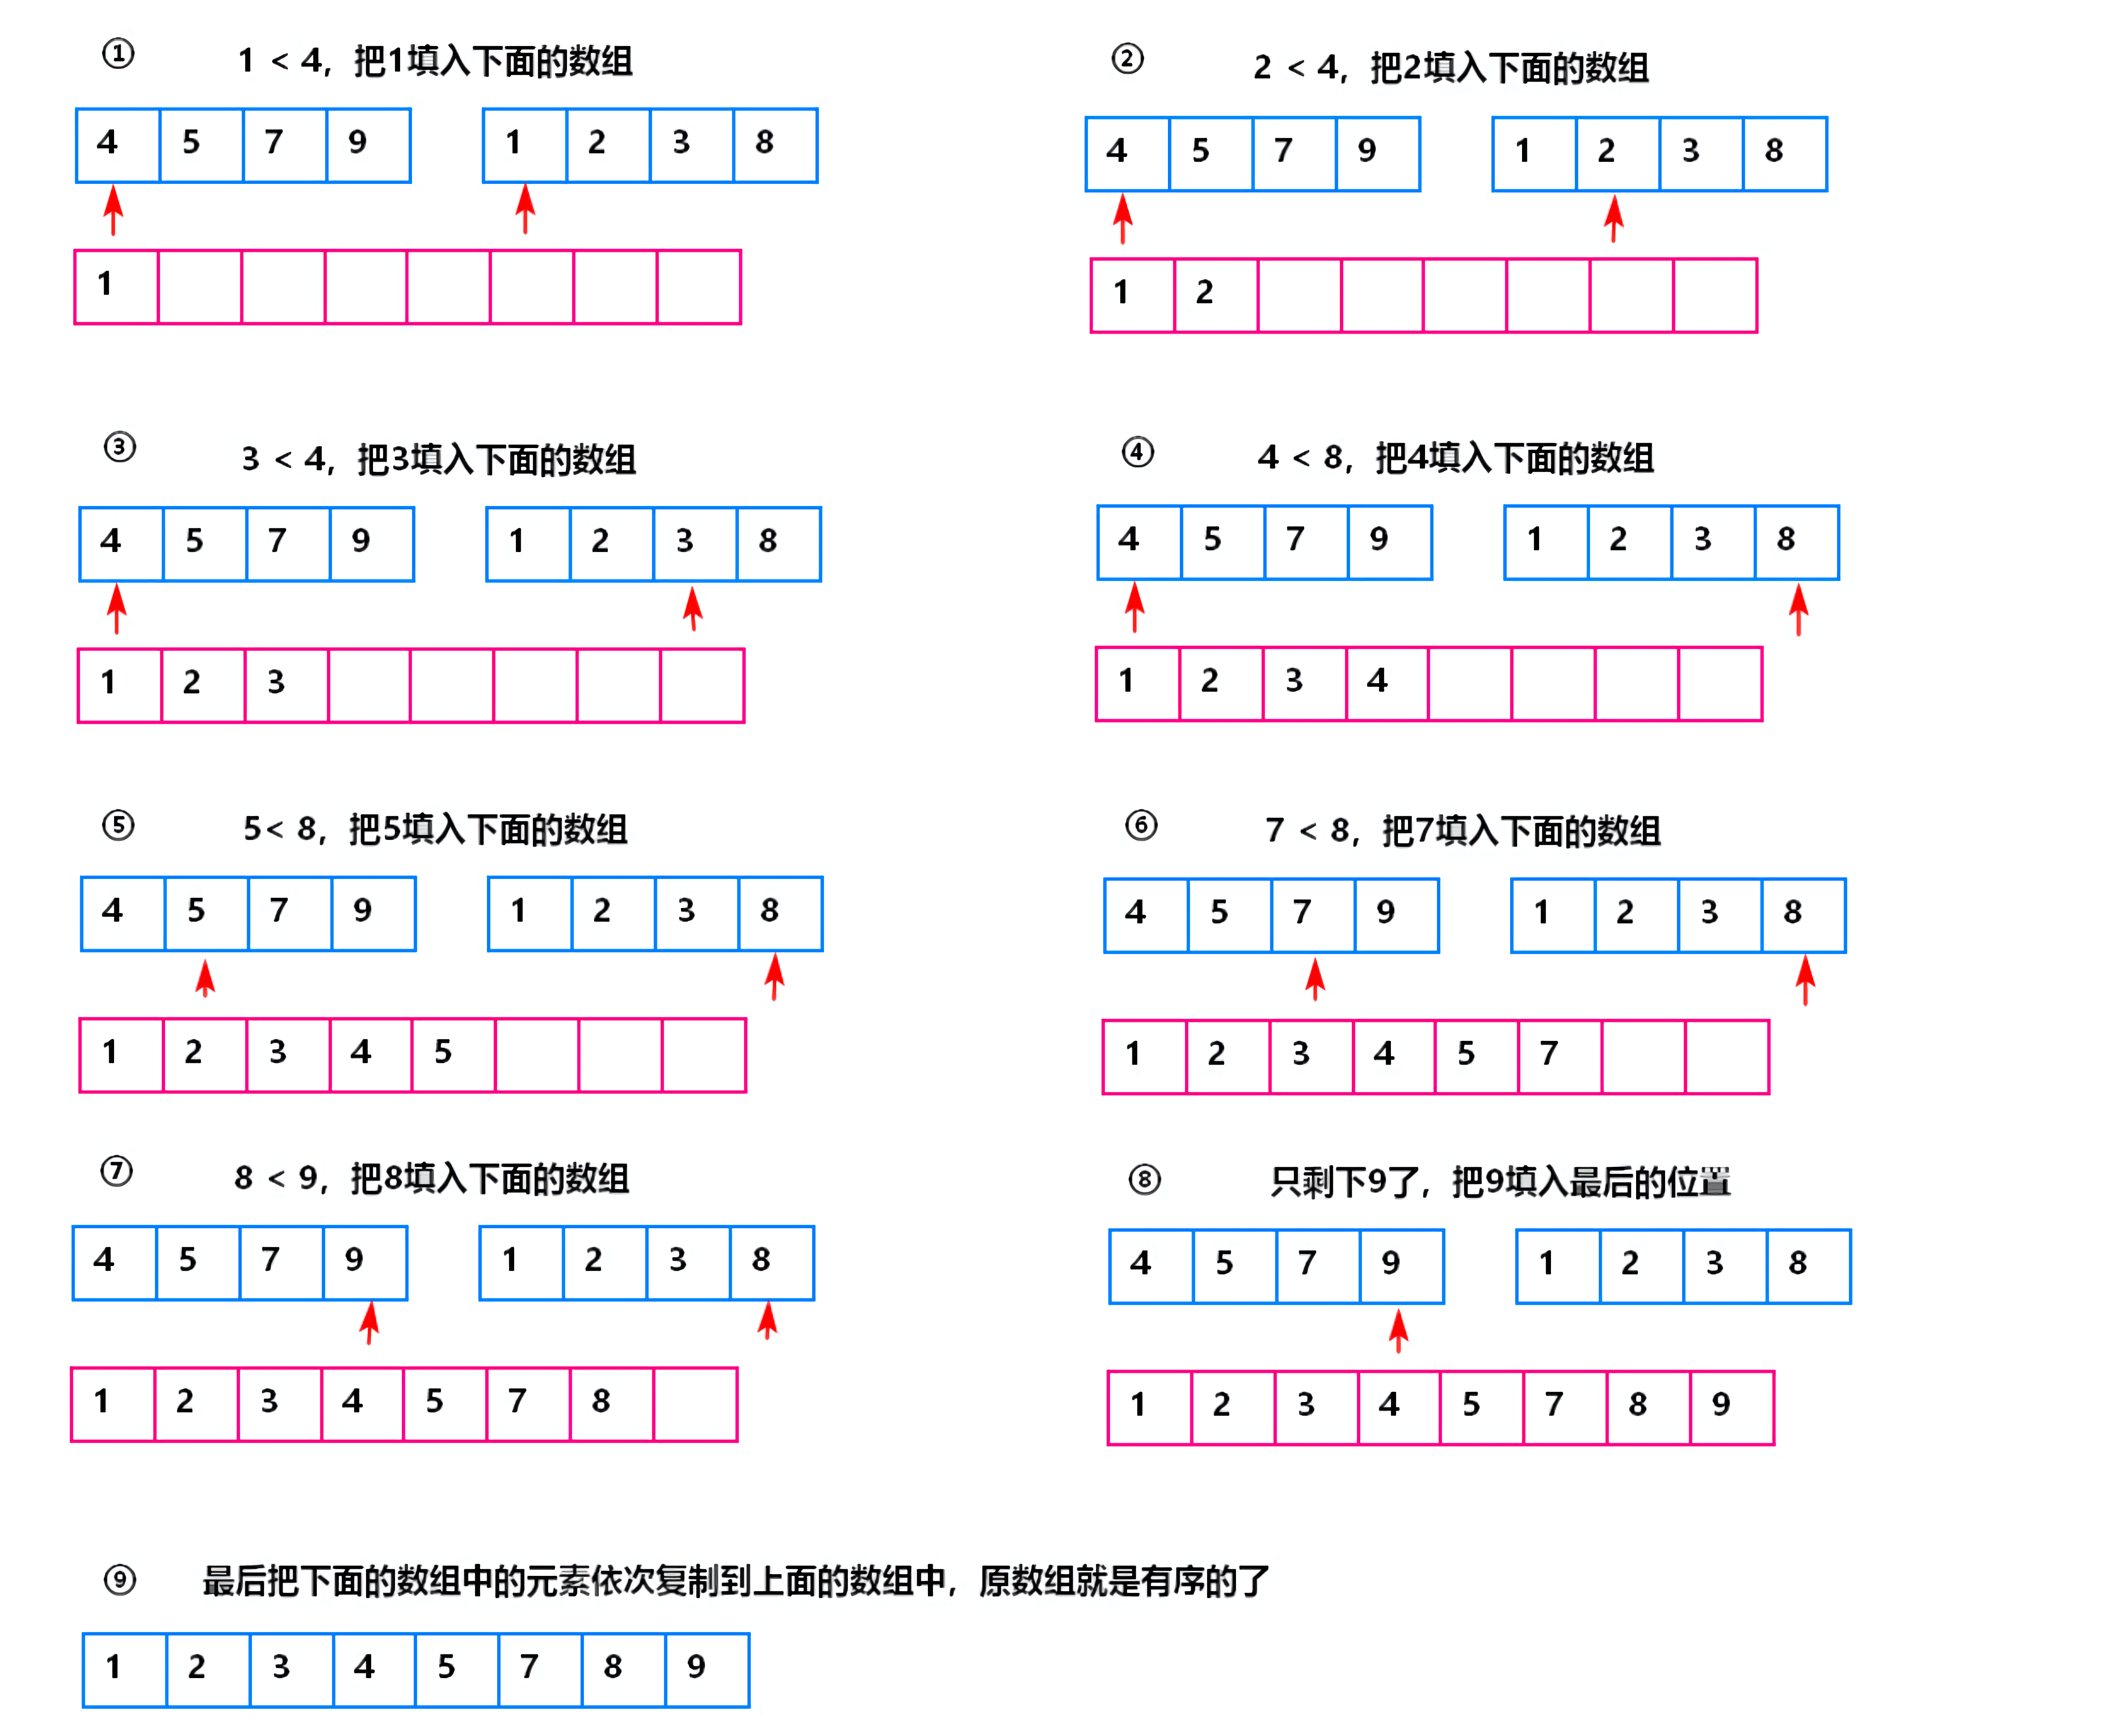 ①
1 < 4, 把1填入下面的数组
4 5 7 9 1 2 3 8
1
②
2 < 4, 把2填入下面的数组
4 5 7 9 1 2 3 8
1 2
③
3 < 4, 把3填入下面的数组
4 5 7 9 1 2 3 8
1 2 3
④
4 < 8, 把4填入下面的数组
4 5 7 9 1 2 3 8
1 2 3 4
⑤
5< 8, 把5填入下面的数组
4 5 7 9 1 2 3 8
1 2 3 4 5
⑥
7 < 8, 把7填入下面的数组
4 5 7 9 1 2 3 8
1 2 3 4 5 7
⑦
8 < 9, 把8填入下面的数组
4 5 7 9 1 2 3 8
1 2 3 4 5 7 8
⑧
只剩下9了, 把9填入最后的位置
4 5 7 9 1 2 3 8
1 2 3 4 5 7 8 9
⑨
最后把下面的数组中的元素依次复制到上面的数组中, 原数组就是有序的了
1 2 3 4 5 7 8 9